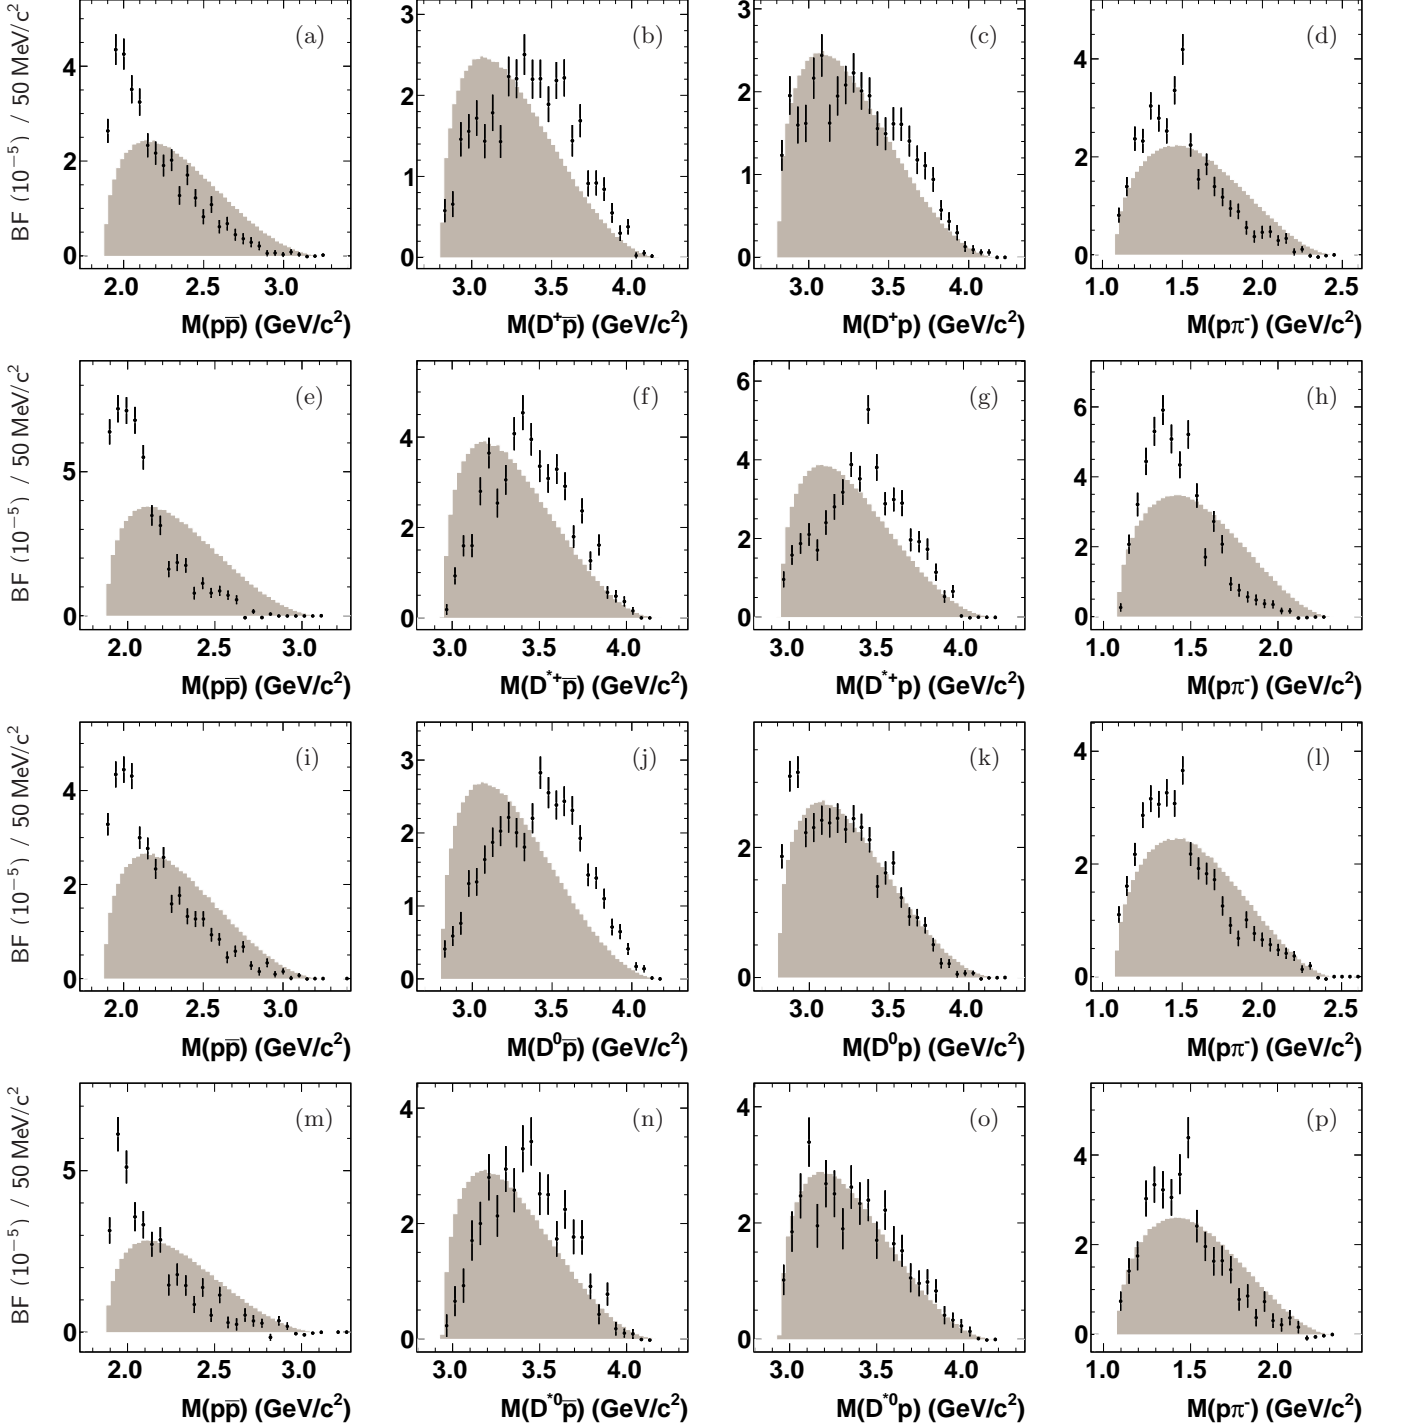 BF (10⁻⁵) / 50 MeV/c²
4
2
0
(a)
2.0 2.5 3.0
M(pp̅) (GeV/c²)
3
2
1
0
(b)
3.0 3.5 4.0
M(D⁺p̅) (GeV/c²)
3
2
1
0
(c)
3.0 3.5 4.0
M(D⁺p) (GeV/c²)
4
2
0
(d)
1.0 1.5 2.0 2.5
M(pπ⁻) (GeV/c²)
BF (10⁻⁵) / 50 MeV/c²
5
0
(e)
2.0 2.5 3.0
M(pp̅) (GeV/c²)
4
2
0
(f)
3.0 3.5 4.0
M(D*⁺p̅) (GeV/c²)
6
4
2
0
(g)
3.0 3.5 4.0
M(D*⁺p) (GeV/c²)
6
4
2
0
(h)
1.0 1.5 2.0
M(pπ⁻) (GeV/c²)
BF (10⁻⁵) / 50 MeV/c²
4
2
0
(i)
2.0 2.5 3.0
M(pp̅) (GeV/c²)
3
2
1
0
(j)
3.0 3.5 4.0
M(D⁰p̅) (GeV/c²)
2
0
(k)
3.0 3.5 4.0
M(D⁰p) (GeV/c²)
4
2
0
(l)
1.0 1.5 2.0 2.5
M(pπ⁻) (GeV/c²)
BF (10⁻⁵) / 50 MeV/c²
5
0
(m)
2.0 2.5 3.0
M(pp̅) (GeV/c²)
4
2
0
(n)
3.0 3.5 4.0
M(D*⁰p̅) (GeV/c²)
4
2
0
(o)
3.0 3.5 4.0
M(D*⁰p) (GeV/c²)
4
2
0
(p)
1.0 1.5 2.0
M(pπ⁻) (GeV/c²)